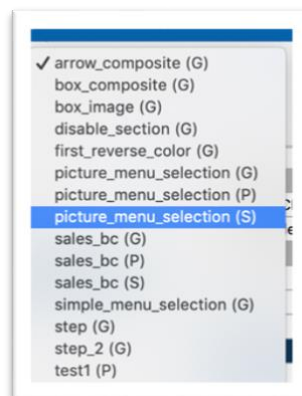 ✓ arrow_composite (G)
box_composite (G)
box_image (G)
disable_section (G)
first_reverse_color (G)
picture_menu_selection (G)
picture_menu_selection (P)
picture_menu_selection (S)
sales_bc (G)
sales_bc (P)
sales_bc (S)
simple_menu_selection (G)
step (G)
step_2 (G)
test1 (P)